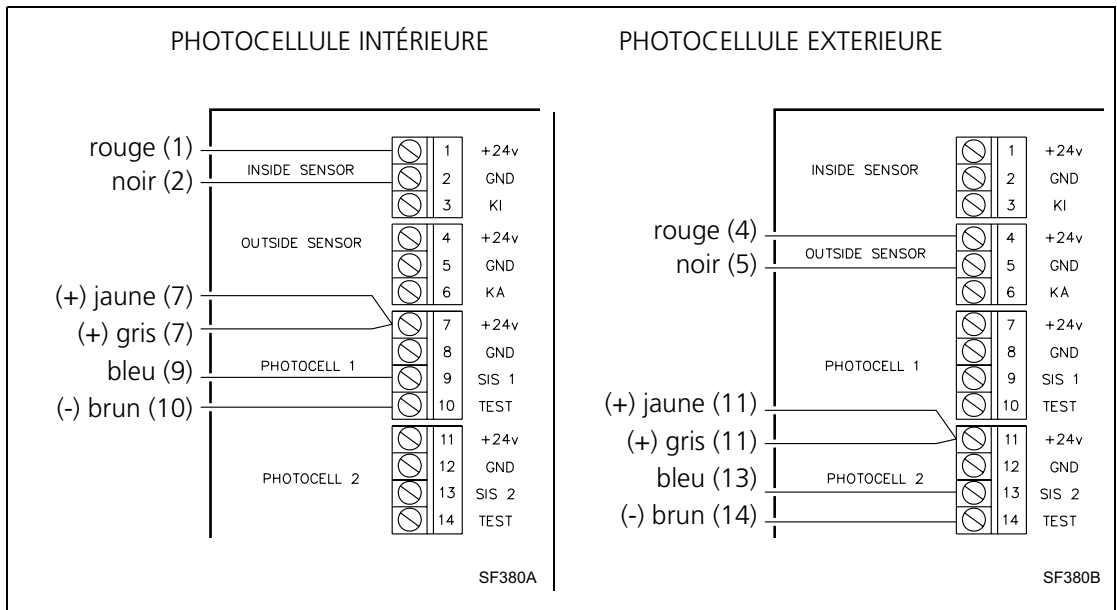 PHOTOCELLULE INTÉRIEURE
rouge (1)
noir (2)
(+) jaune (7)
(+) gris (7)
bleu (9)
(-) brun (10)
INSIDE SENSOR
OUTSIDE SENSOR
PHOTOCELL 1
PHOTOCELL 2
1 +24v
2 GND
3 KI
4 +24v
5 GND
6 KA
7 +24v
8 GND
9 SIS 1
10 TEST
11 +24v
12 GND
13 SIS 2
14 TEST
SF380A
PHOTOCELLULE EXTERIEURE
rouge (4)
noir (5)
(+) jaune (11)
(+) gris (11)
bleu (13)
(-) brun (14)
INSIDE SENSOR
OUTSIDE SENSOR
PHOTOCELL 1
PHOTOCELL 2
1 +24v
2 GND
3 KI
4 +24v
5 GND
6 KA
7 +24v
8 GND
9 SIS 1
10 TEST
11 +24v
12 GND
13 SIS 2
14 TEST
SF380B